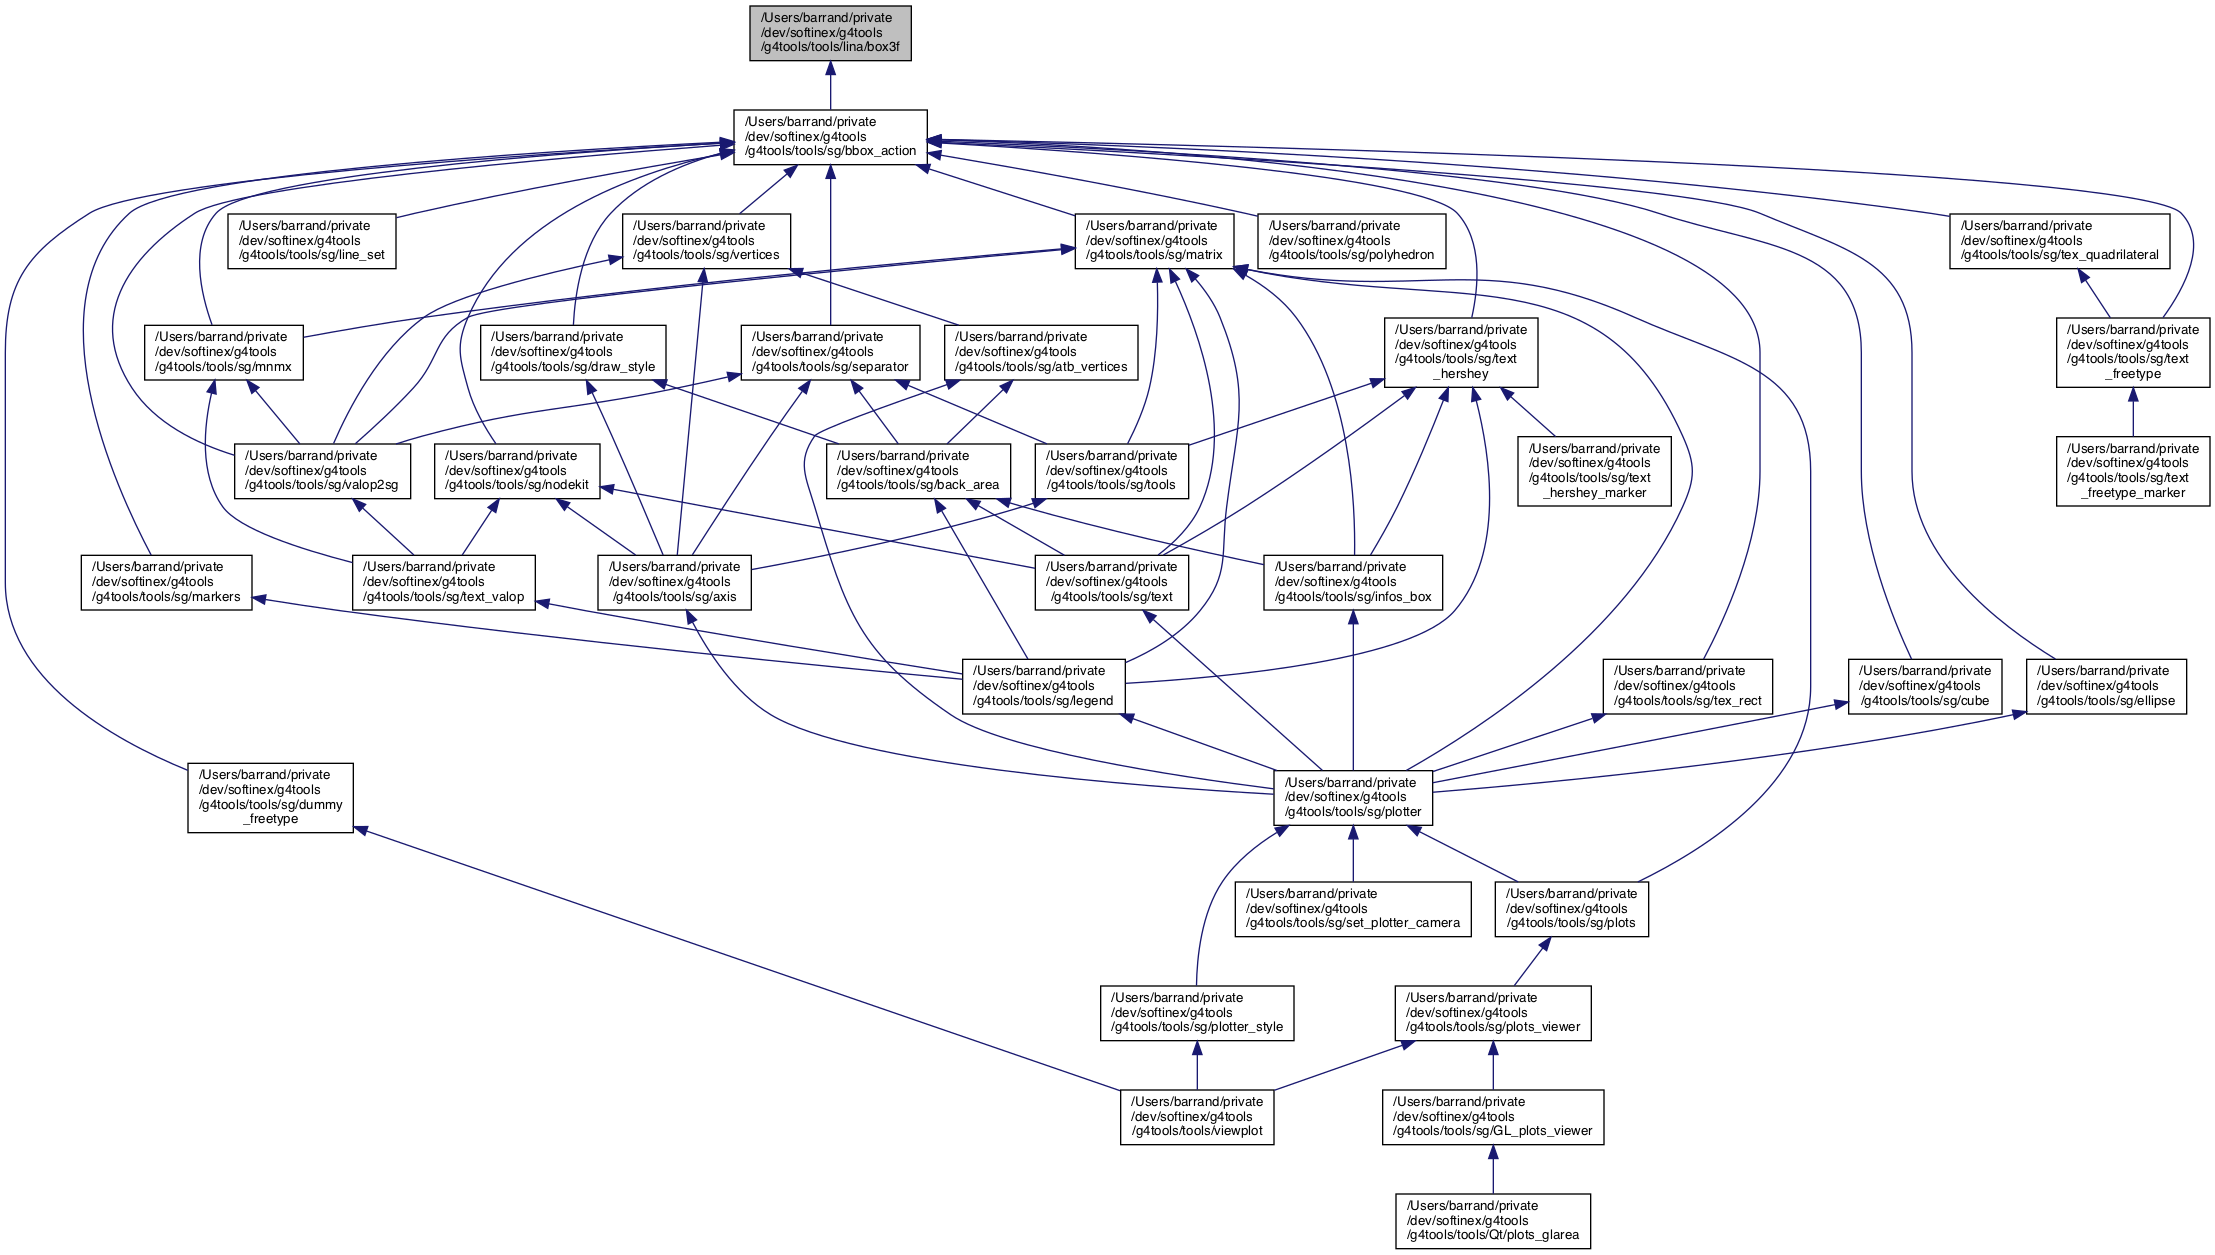 /Users/barrand/private
/dev/softinex/g4tools
/g4tools/tools/lina/box3f
/Users/barrand/private
/dev/softinex/g4tools
/g4tools/tools/sg/bbox_action
/Users/barrand/private
/dev/softinex/g4tools
/g4tools/tools/sg/line_set
/Users/barrand/private
/dev/softinex/g4tools
/g4tools/tools/sg/vertices
/Users/barrand/private
/dev/softinex/g4tools
/g4tools/tools/sg/matrix
/Users/barrand/private
/dev/softinex/g4tools
/g4tools/tools/sg/polyhedron
/Users/barrand/private
/dev/softinex/g4tools
/g4tools/tools/sg/tex_quadrilateral
/Users/barrand/private
/dev/softinex/g4tools
/g4tools/tools/sg/mnmx
/Users/barrand/private
/dev/softinex/g4tools
/g4tools/tools/sg/draw_style
/Users/barrand/private
/dev/softinex/g4tools
/g4tools/tools/sg/separator
/Users/barrand/private
/dev/softinex/g4tools
/g4tools/tools/sg/atb_vertices
/Users/barrand/private
/dev/softinex/g4tools
/g4tools/tools/sg/text
_hershey
/Users/barrand/private
/dev/softinex/g4tools
/g4tools/tools/sg/text
_freetype
/Users/barrand/private
/dev/softinex/g4tools
/g4tools/tools/sg/valop2sg
/Users/barrand/private
/dev/softinex/g4tools
/g4tools/tools/sg/nodekit
/Users/barrand/private
/dev/softinex/g4tools
/g4tools/tools/sg/back_area
/Users/barrand/private
/dev/softinex/g4tools
/g4tools/tools/sg/tools
/Users/barrand/private
/dev/softinex/g4tools
/g4tools/tools/sg/text
_hershey_marker
/Users/barrand/private
/dev/softinex/g4tools
/g4tools/tools/sg/text
_freetype_marker
/Users/barrand/private
/dev/softinex/g4tools
/g4tools/tools/sg/markers
/Users/barrand/private
/dev/softinex/g4tools
/g4tools/tools/sg/text_valop
/Users/barrand/private
/dev/softinex/g4tools
/g4tools/tools/sg/axis
/Users/barrand/private
/dev/softinex/g4tools
/g4tools/tools/sg/text
/Users/barrand/private
/dev/softinex/g4tools
/g4tools/tools/sg/infos_box
/Users/barrand/private
/dev/softinex/g4tools
/g4tools/tools/sg/legend
/Users/barrand/private
/dev/softinex/g4tools
/g4tools/tools/sg/tex_rect
/Users/barrand/private
/dev/softinex/g4tools
/g4tools/tools/sg/cube
/Users/barrand/private
/dev/softinex/g4tools
/g4tools/tools/sg/ellipse
/Users/barrand/private
/dev/softinex/g4tools
/g4tools/tools/sg/dummy
_freetype
/Users/barrand/private
/dev/softinex/g4tools
/g4tools/tools/sg/plotter
/Users/barrand/private
/dev/softinex/g4tools
/g4tools/tools/sg/set_plotter_camera
/Users/barrand/private
/dev/softinex/g4tools
/g4tools/tools/sg/plots
/Users/barrand/private
/dev/softinex/g4tools
/g4tools/tools/sg/plotter_style
/Users/barrand/private
/dev/softinex/g4tools
/g4tools/tools/sg/plots_viewer
/Users/barrand/private
/dev/softinex/g4tools
/g4tools/tools/viewplot
/Users/barrand/private
/dev/softinex/g4tools
/g4tools/tools/sg/GL_plots_viewer
/Users/barrand/private
/dev/softinex/g4tools
/g4tools/tools/Qt/plots_glarea